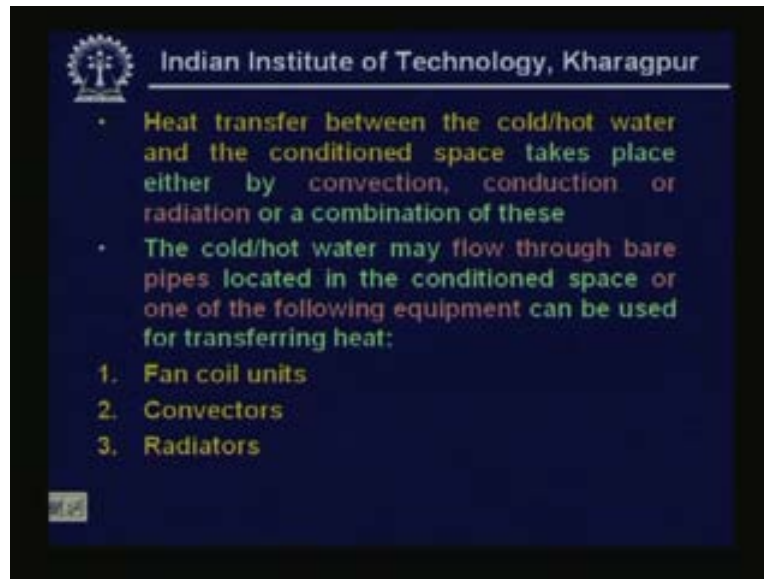 Indian Institute of Technology, Kharagpur
• Heat transfer between the cold/hot water
and the conditioned space takes place
either by convection, conduction or
radiation or a combination of these
• The cold/hot water may flow through bare
pipes located in the conditioned space or
one of the following equipment can be used
for transferring heat:
1. Fan coil units
2. Convectors
3. Radiators